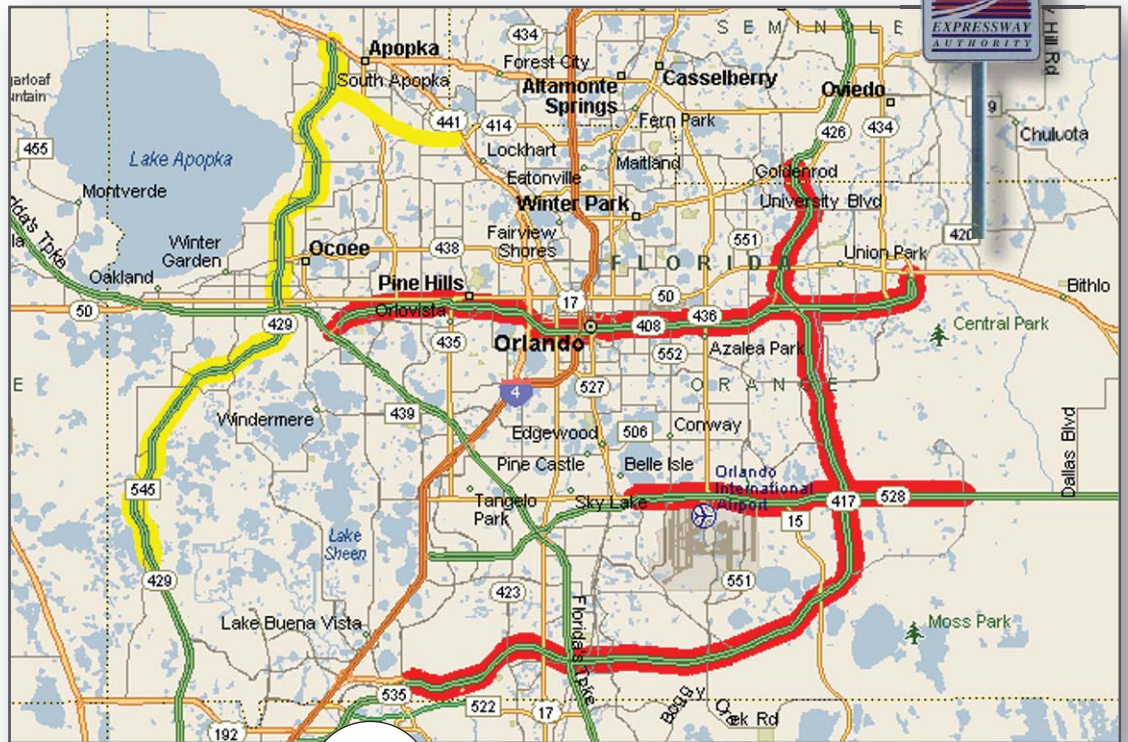 EXPRESSWAY
AUTHORITY
SEMINOLE
434
Apopka
Forest City
Casselberry
South Apopka
Altamonte
Springs
Oviedo
Hill Rd
9
441
414
Fern Park
426
434
Chuluota
455
Lake Apopka
Lockhart
Maitland
Eatonville
Goldenrod
Montverde
Winter Park
University Blvd
Winter
Garden
Ocoee
438
Fairview
Shores
551
Union Park
420
FLORIDA
Tpke
Oakland
Pine Hills
17
50
Bithlo
50
429
Orlovista
408
436
Central Park
435
Orlando
552
Azalea Park
4
527
ORANGE
E
Windermere
439
Edgewood
506
Conway
Dallas Blvd
Pine Castle
Belle Isle
Orlando
International
Airport
545
Tangelo
Park
Sky Lake
417
528
15
Lake
Sheen
429
423
551
Florida's Tpke
Lake Buena Vista
Moss Park
535
522
17
Boggy
ek Rd
192